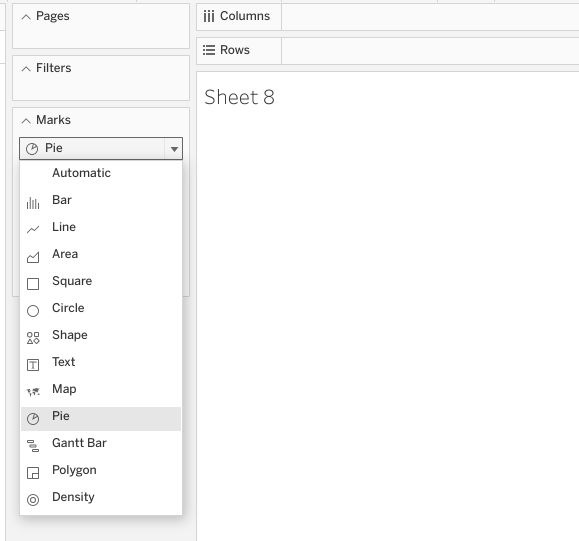 Pages
Columns
Rows
Filters
Sheet 8
Marks
Pie
Automatic
Bar
Line
Area
Square
Circle
Shape
Text
Map
Pie
Gantt Bar
Polygon
Density